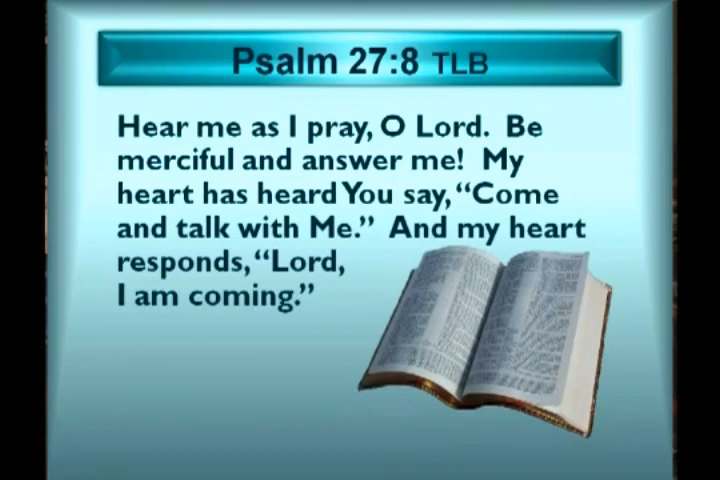 Psalm 27:8 TLB
Hear me as I pray, O Lord. Be
merciful and answer me! My
heart has heard You say, “Come
and talk with Me.” And my heart
responds, “Lord,
I am coming.”